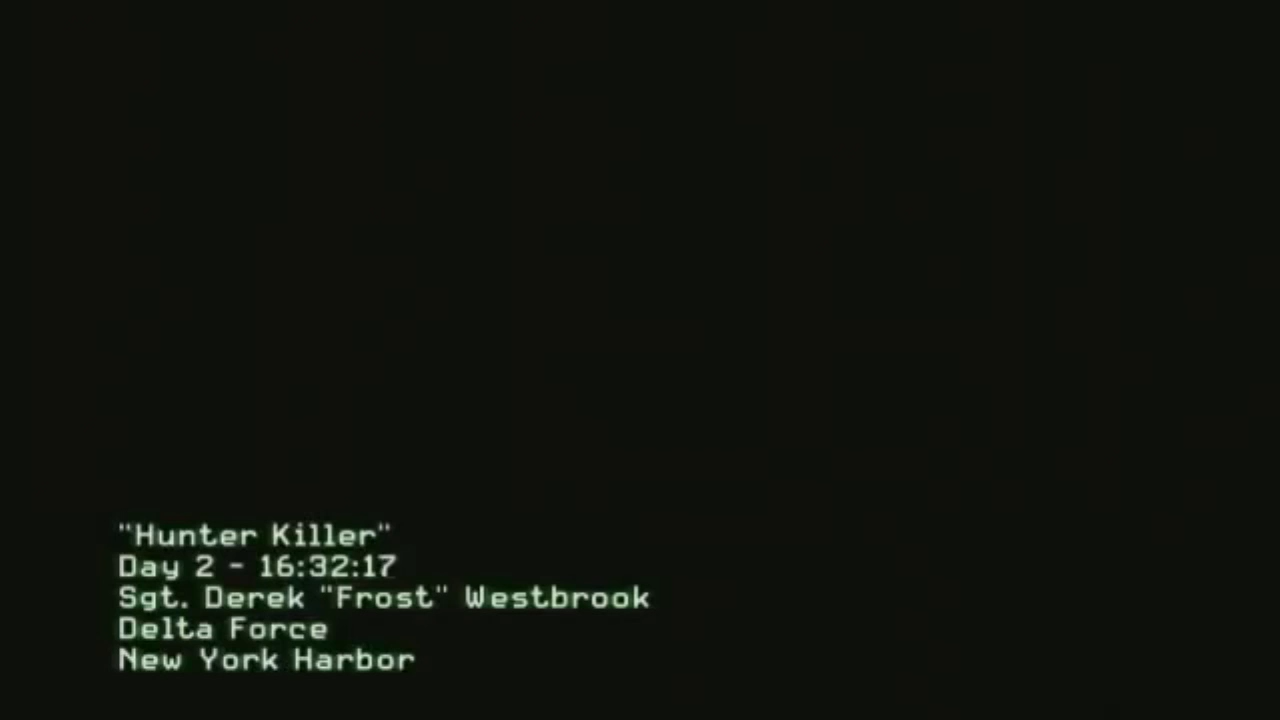 "Hunter Killer"
Day 2 - 16:32:17
Sgt. Derek "Frost" Westbrook
Delta Force
New York Harbor